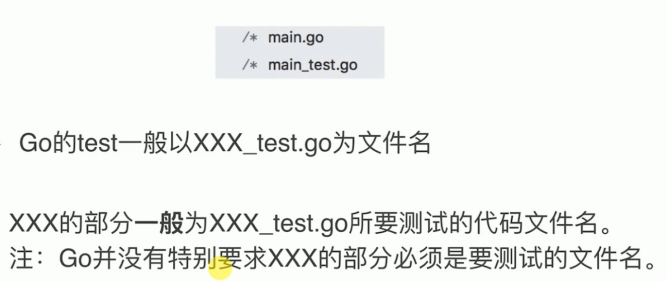 /* main.go
/* main_test.go
Go的test一般以XXX_test.go为文件名
XXX的部分一般为XXX_test.go所要测试的代码文件名。
注：Go并没有特别要求XXX的部分必须是要测试的文件名。